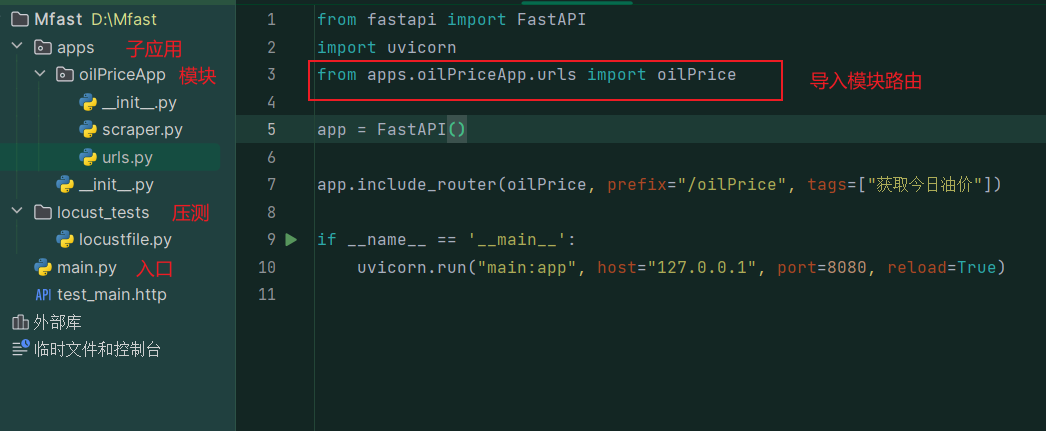 Mfast D:\Mfast
apps 子应用
oilPriceApp 模块
__init__.py
scraper.py
urls.py
__init__.py
locust_tests 压测
locustfile.py
main.py 入口
API test_main.http
外部库
临时文件和控制台
1 from fastapi import FastAPI
2 import uvicorn
3 from apps.oilPriceApp.urls import oilPrice 导入模块路由
4
5 app = FastAPI()
6
7 app.include_router(oilPrice, prefix="/oilPrice", tags=["获取今日油价"])
8
9 if __name__ == '__main__':
10 uvicorn.run("main:app", host="127.0.0.1", port=8080, reload=True)
11